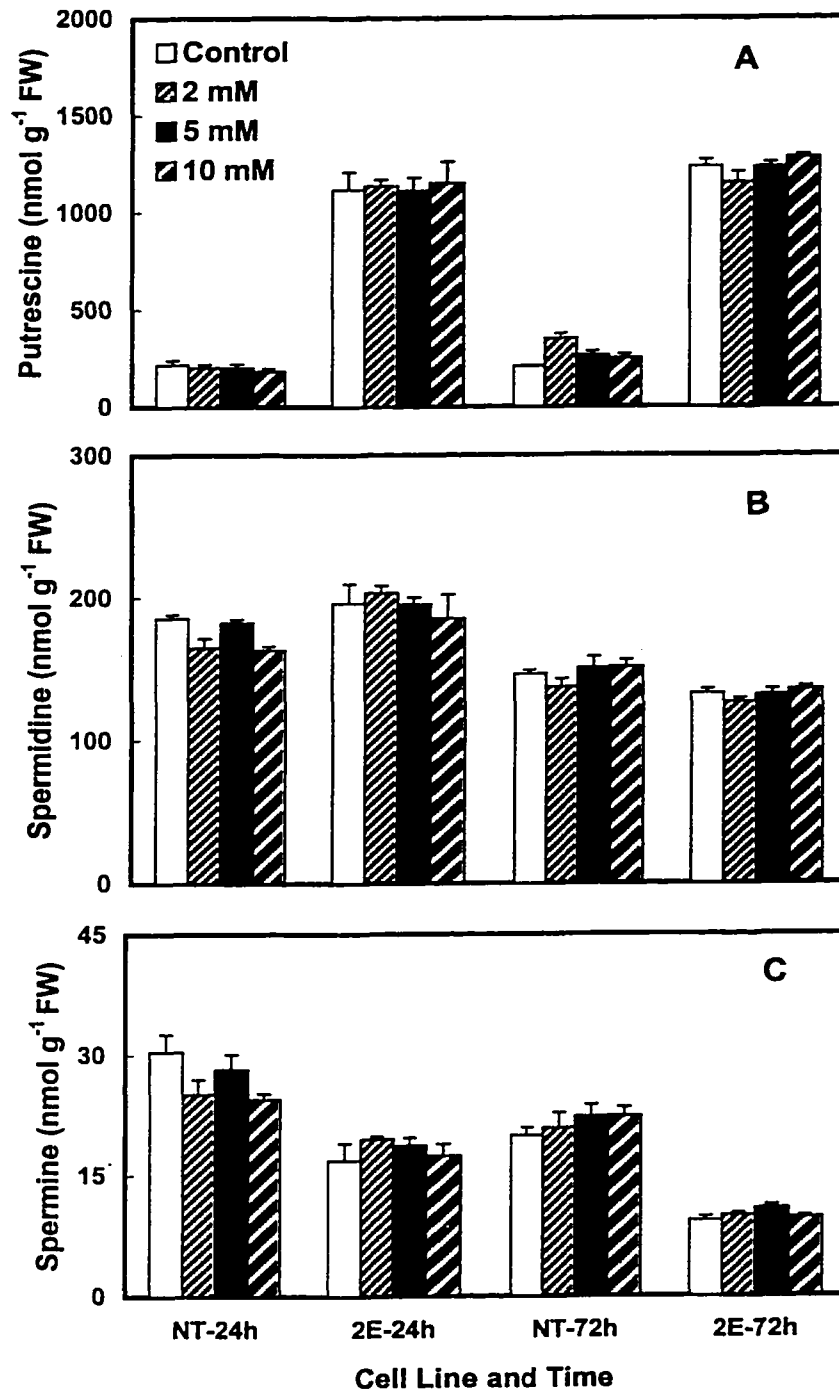 2000
1500
1000
500
0
Putrescine (nmol g⁻¹ FW)
Control
2 mM
5 mM
10 mM
A
300
200
100
0
Spermidine (nmol g⁻¹ FW)
B
45
30
15
0
Spermine (nmol g⁻¹ FW)
C
NT-24h 2E-24h NT-72h 2E-72h
Cell Line and Time